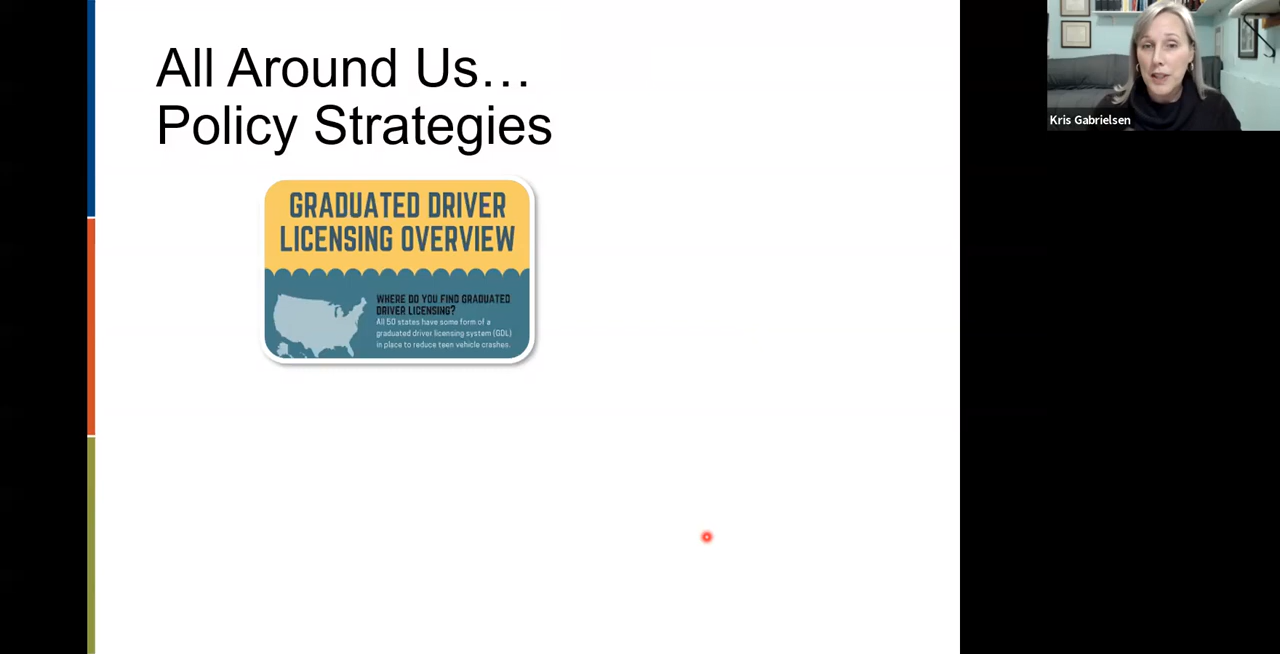 All Around Us…
Policy Strategies
GRADUATED DRIVER
LICENSING OVERVIEW
WHERE DO YOU FIND GRADUATED
DRIVER LICENSING?
All 50 states have some form of a
graduated driver licensing system (GDL)
in place to reduce teen vehicle crashes.
Kris Gabrielsen